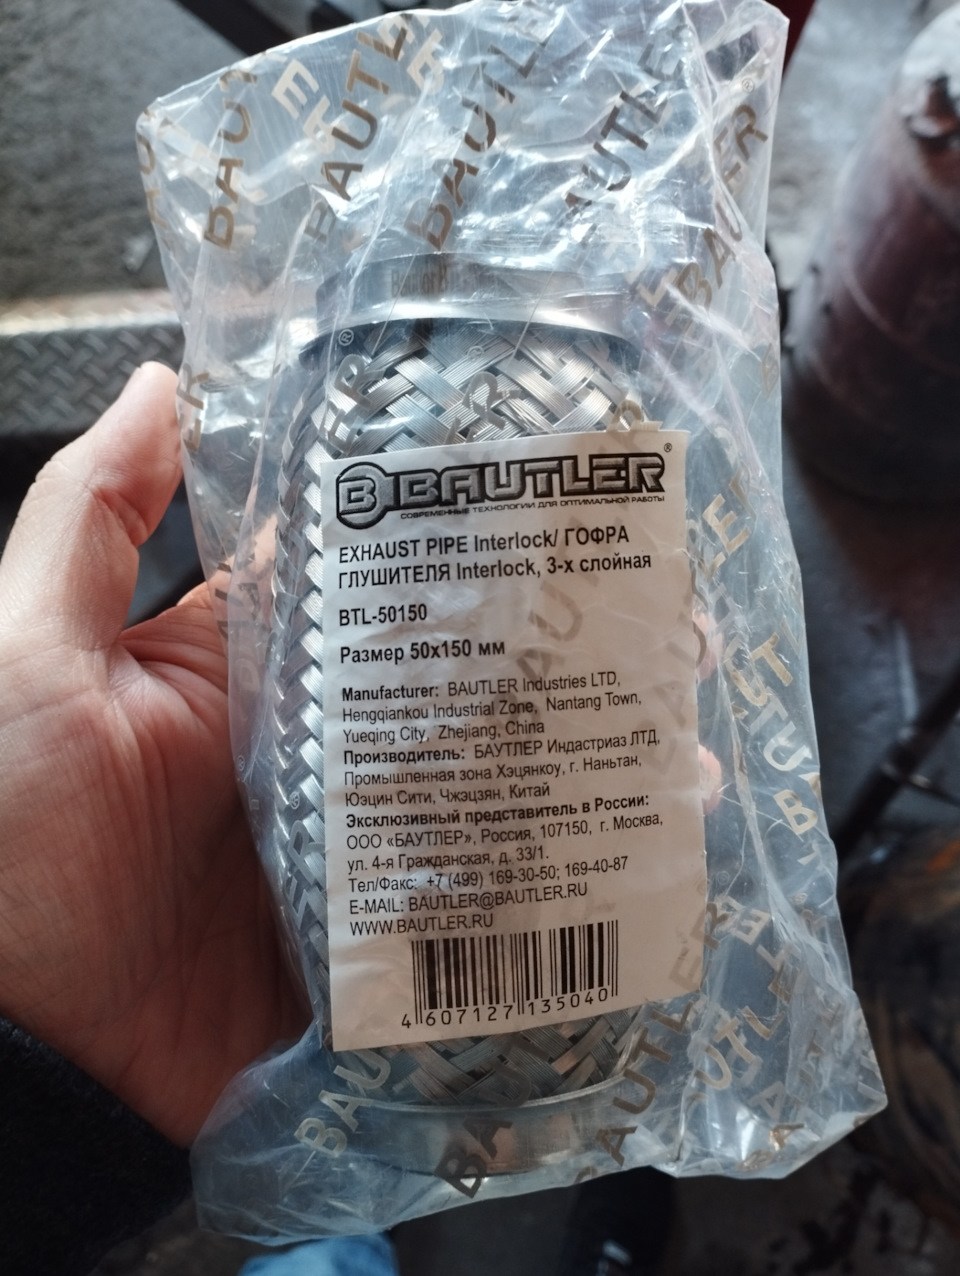 BAUTLER®
СОВРЕМЕННЫЕ ТЕХНОЛОГИИ ДЛЯ ОПТИМАЛЬНОЙ РАБОТЫ
EXHAUST PIPE Interlock/ ГОФРА
ГЛУШИТЕЛЯ Interlock, 3-х слойная
BTL-50150
Размер 50х150 мм
Manufacturer: BAUTLER Industries LTD,
Hengqiankou Industrial Zone, Nantang Town,
Yueqing City, Zhejiang, China
Производитель: БАУТЛЕР Индастриаз ЛТД,
Промышленная зона Хэцянкоу, г. Наньтан,
Юэцин Сити, Чжэцзян, Китай
Эксклюзивный представитель в России:
ООО «БАУТЛЕР», Россия, 107150, г. Москва,
ул. 4-я Гражданская, д. 33/1.
Тел/Факс: +7 (499) 169-30-50; 169-40-87
E-MAIL: BAUTLER@BAUTLER.RU
WWW.BAUTLER.RU
4 607127 135040